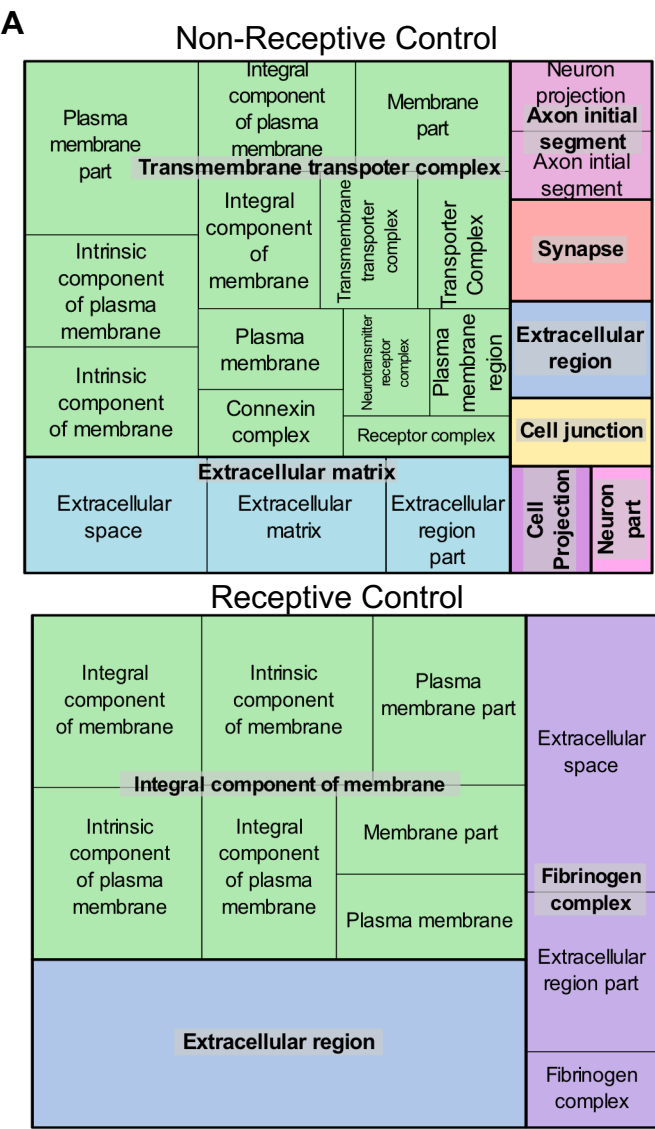 A
Non-Receptive Control
Plasma
membrane
part
Integral
component
of plasma
membrane
Membrane
part
Transmembrane transpoter complex
Integral
component
of
membrane
Transmembrane
transporter
complex
Transporter
Complex
Intrinsic
component
of plasma
membrane
Plasma
membrane
Neurotransmitter
receptor
complex
Plasma
membrane
region
Intrinsic
component
of membrane
Connexin
complex
Receptor complex
Extracellular matrix
Extracellular
space
Extracellular
matrix
Extracellular
region
part
Neuron
projection
Axon initial
segment
Axon intial
segment
Synapse
Extracellular
region
Cell junction
Cell
Projection
Neuron
part
Receptive Control
Integral
component
of membrane
Intrinsic
component
of membrane
Plasma
membrane part
Integral component of membrane
Intrinsic
component
of plasma
membrane
Integral
component
of plasma
membrane
Membrane part
Plasma membrane
Extracellular region
Extracellular
space
Fibrinogen
complex
Extracellular
region part
Fibrinogen
complex